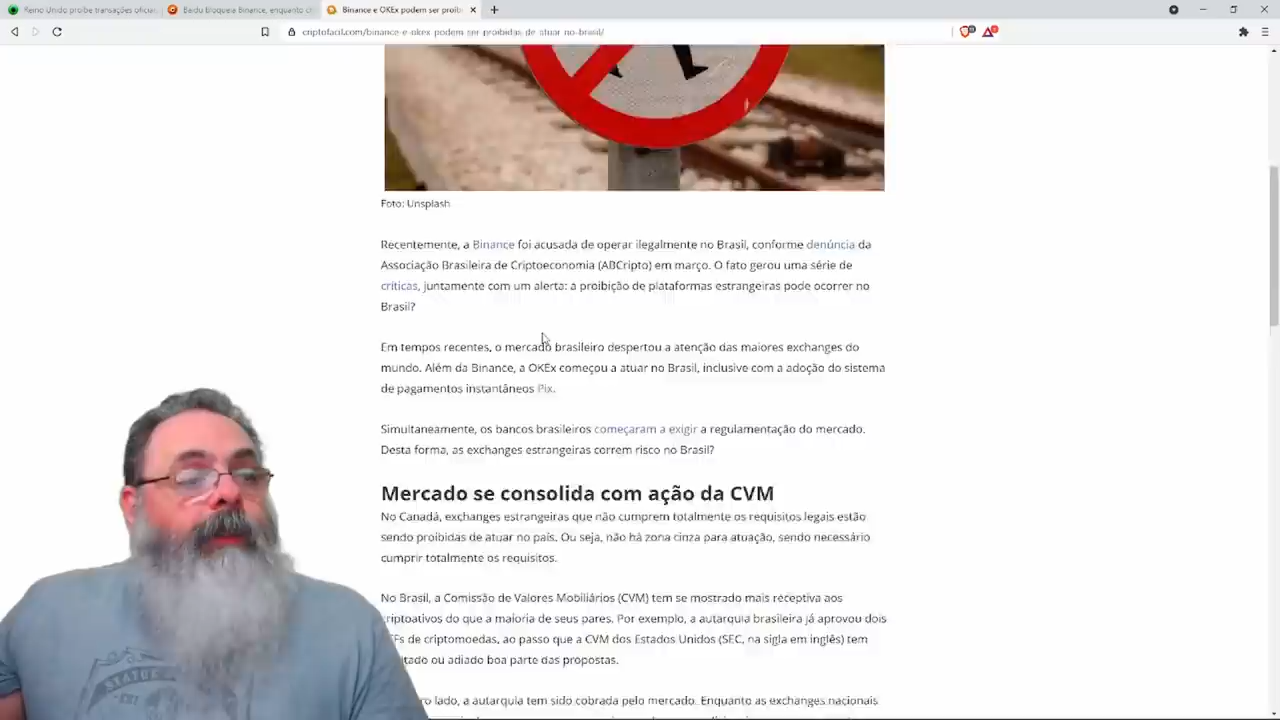 Reino Unido proíbe transações oficiai
Baidu bloqueia Binance, enquanto ch
Binance e OKEx podem ser proibi
criptofacil.com/binance-e-okex-podem-ser-proibidas-de-atuar-no-brasil/
Foto: Unsplash
Recentemente, a Binance foi acusada de operar ilegalmente no Brasil, conforme denúncia da
Associação Brasileira de Criptoeconomia (ABCripto) em março. O fato gerou uma série de
críticas, juntamente com um alerta: a proibição de plataformas estrangeiras pode ocorrer no
Brasil?
Em tempos recentes, o mercado brasileiro despertou a atenção das maiores exchanges do
mundo. Além da Binance, a OKEx começou a atuar no Brasil, inclusive com a adoção do sistema
de pagamentos instantâneos Pix.
Simultaneamente, os bancos brasileiros começaram a exigir a regulamentação do mercado.
Desta forma, as exchanges estrangeiras correm risco no Brasil?
Mercado se consolida com ação da CVM
No Canadá, exchanges estrangeiras que não cumprem totalmente os requisitos legais estão
sendo proibidas de atuar no país. Ou seja, não há zona cinza para atuação, sendo necessário
cumprir totalmente os requisitos.
No Brasil, a Comissão de Valores Mobiliários (CVM) tem se mostrado mais receptiva aos
criptoativos do que a maioria de seus pares. Por exemplo, a autarquia brasileira já aprovou dois
Fs de criptomoedas, ao passo que a CVM dos Estados Unidos (SEC, na sigla em inglês) tem
tado ou adiado boa parte das propostas.
ro lado, a autarquia tem sido cobrada pelo mercado. Enquanto as exchanges nacionais